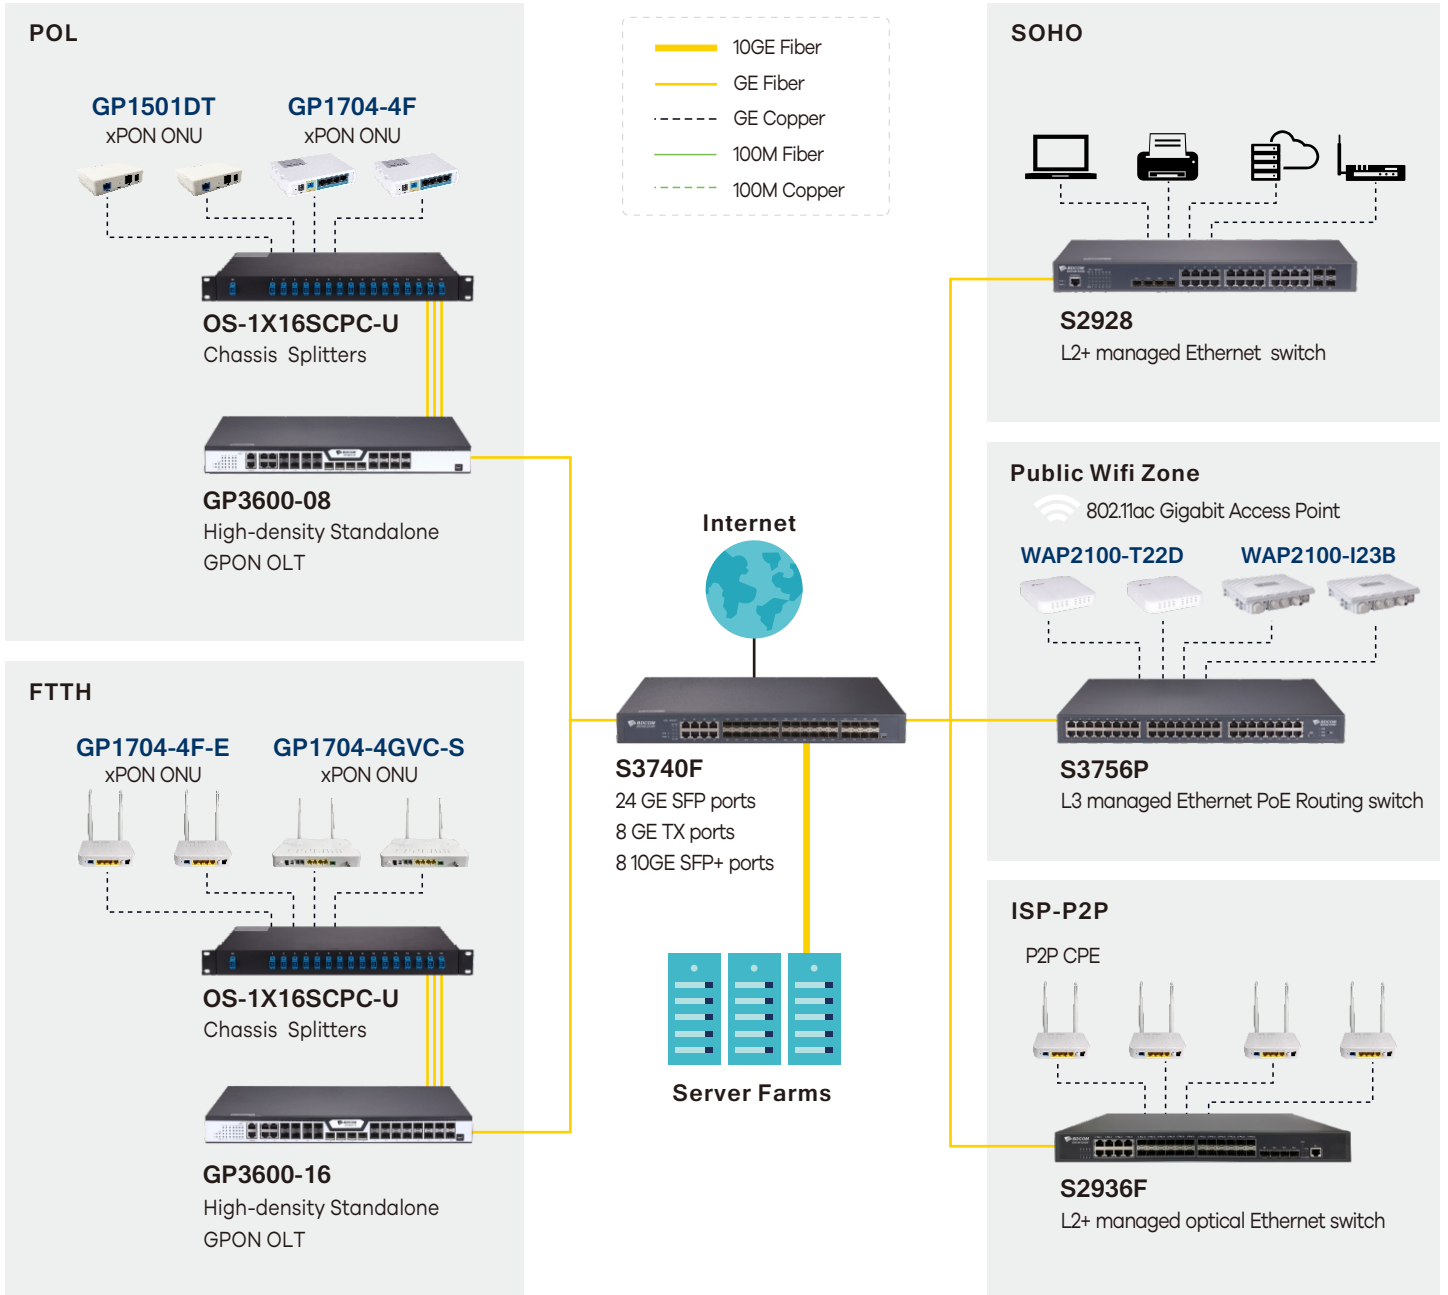 POL
GP1501DT
xPON ONU
GP1704-4F
xPON ONU
OS-1X16SCPC-U
Chassis Splitters
GP3600-08
High-density Standalone
GPON OLT
FTTH
GP1704-4F-E
xPON ONU
GP1704-4GVC-S
xPON ONU
OS-1X16SCPC-U
Chassis Splitters
GP3600-16
High-density Standalone
GPON OLT
10GE Fiber
GE Fiber
GE Copper
100M Fiber
100M Copper
Internet
BDCOM
S3740F
24 GE SFP ports
8 GE TX ports
8 10GE SFP+ ports
Server Farms
SOHO
BDCOM
S2928
L2+ managed Ethernet switch
Public Wifi Zone
802.11ac Gigabit Access Point
WAP2100-T22D
WAP2100-I23B
BDCOM
S3756P
L3 managed Ethernet PoE Routing switch
ISP-P2P
P2P CPE
BDCOM
S2936F
L2+ managed optical Ethernet switch